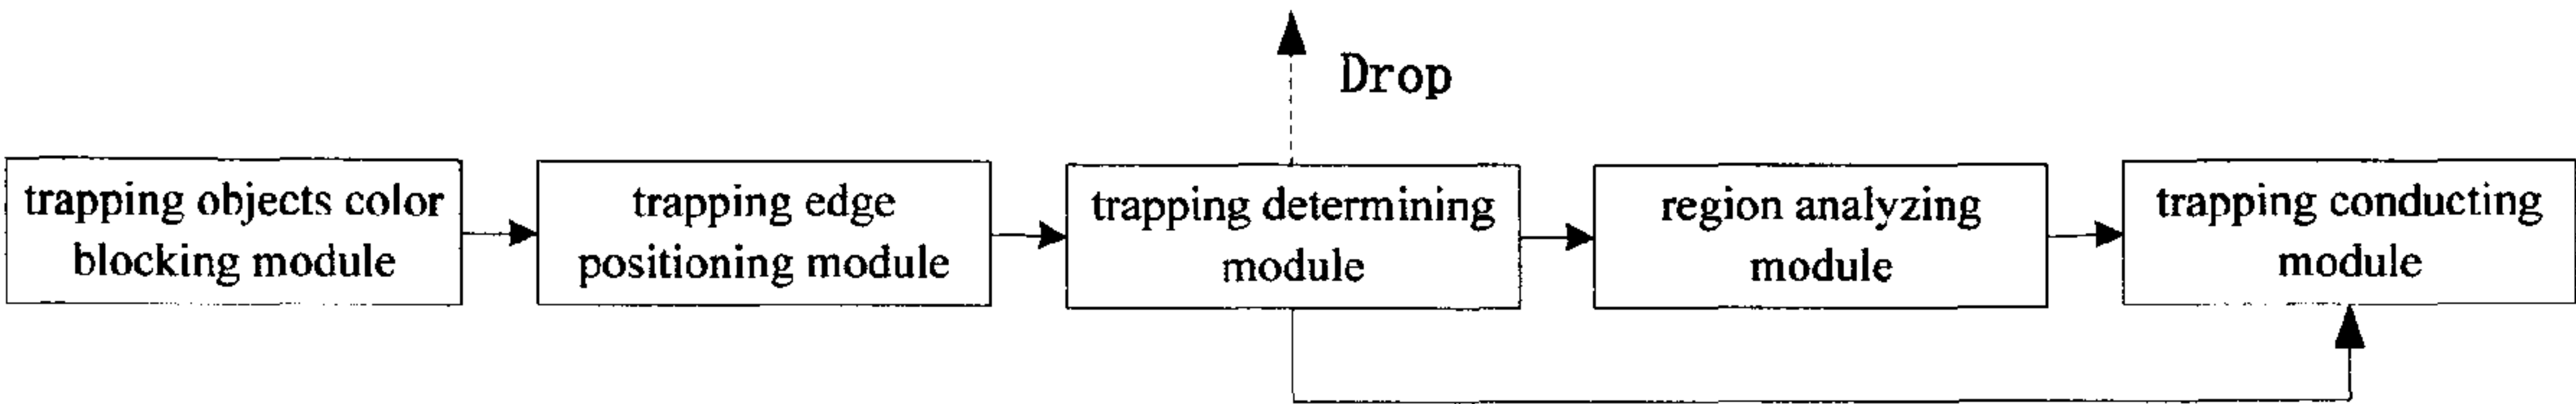 Drop
trapping objects color
blocking module
trapping edge
positioning module
trapping determining
module
region analyzing
module
trapping conducting
module